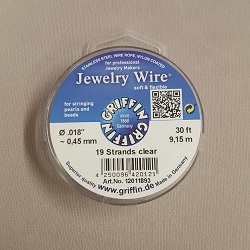 STAINLESS STEEL WIRE ROPE, NYLON COATED
for professional
Jewelry Makers
Jewelry Wire®
soft & flexible
for stringing
pearls and
beads
GRIFFIN
since
1866
Germany
GRIFFIN
Ø .018"
~ 0,45 mm
30 ft
9,15 m
19 Strands clear
4 250096 420121
Art.No. 12011893
Superior quality
www.griffin.de
Made in Germany